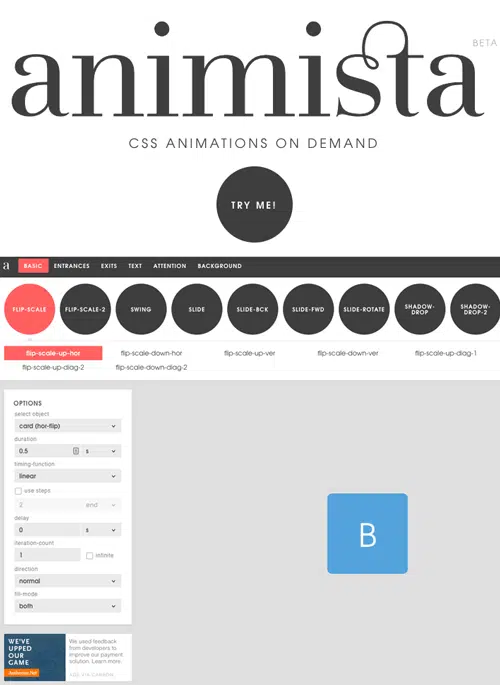 animista
BETA
CSS ANIMATIONS ON DEMAND
TRY ME!
a BASIC ENTRANCES EXITS TEXT ATTENTION BACKGROUND
FLIP-SCALE FLIP-SCALE-2 SWING SLIDE SLIDE-BCK SLIDE-FWD SLIDE-ROTATE SHADOW-DROP SHADOW-DROP-2
flip-scale-up-hor flip-scale-down-hor flip-scale-up-ver flip-scale-down-ver flip-scale-up-diag-1
flip-scale-up-diag-2 flip-scale-down-diag-2
OPTIONS
select object
card (hor-flip)
duration
0.5 s
timing-function
linear
use steps
2 end
delay
0 s
iteration-count
1 infinite
direction
normal
fill-mode
both
B
WE'VE
UPPED
OUR
GAME
We used feedback
from developers to
improve our payment
solution. Learn more.